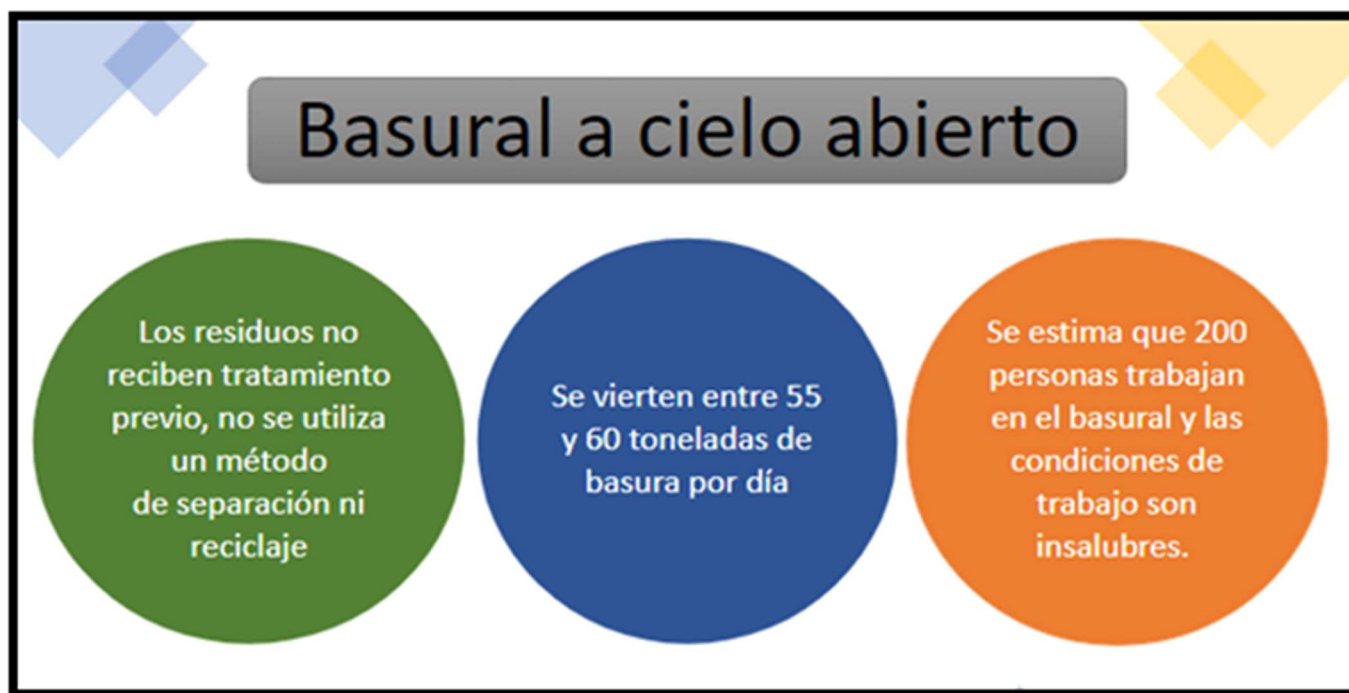 Basural a cielo abierto
Los residuos no
reciben tratamiento
previo, no se utiliza
un método
de separación ni
reciclaje
Se vierten entre 55
y 60 toneladas de
basura por día
Se estima que 200
personas trabajan
en el basural y las
condiciones de
trabajo son
insalubres.